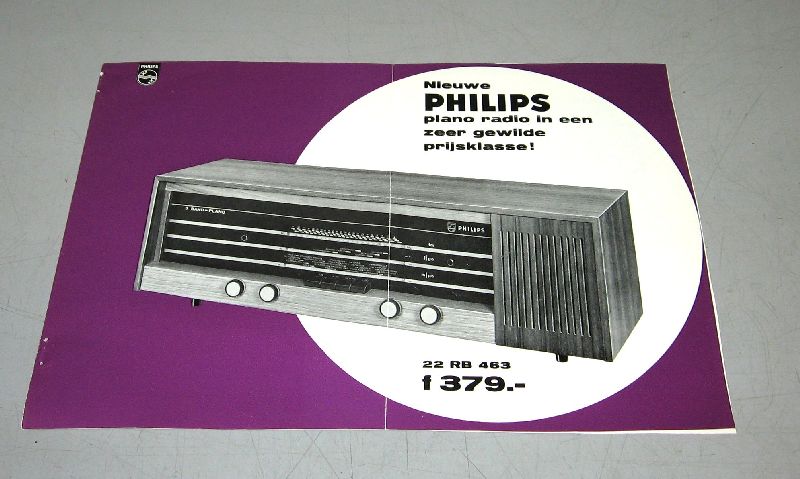 PHILIPS
Nieuwe
PHILIPS
plano radio in een
zeer gewilde
prijsklasse!
PHILIPS
22 RB 463
f 379.-